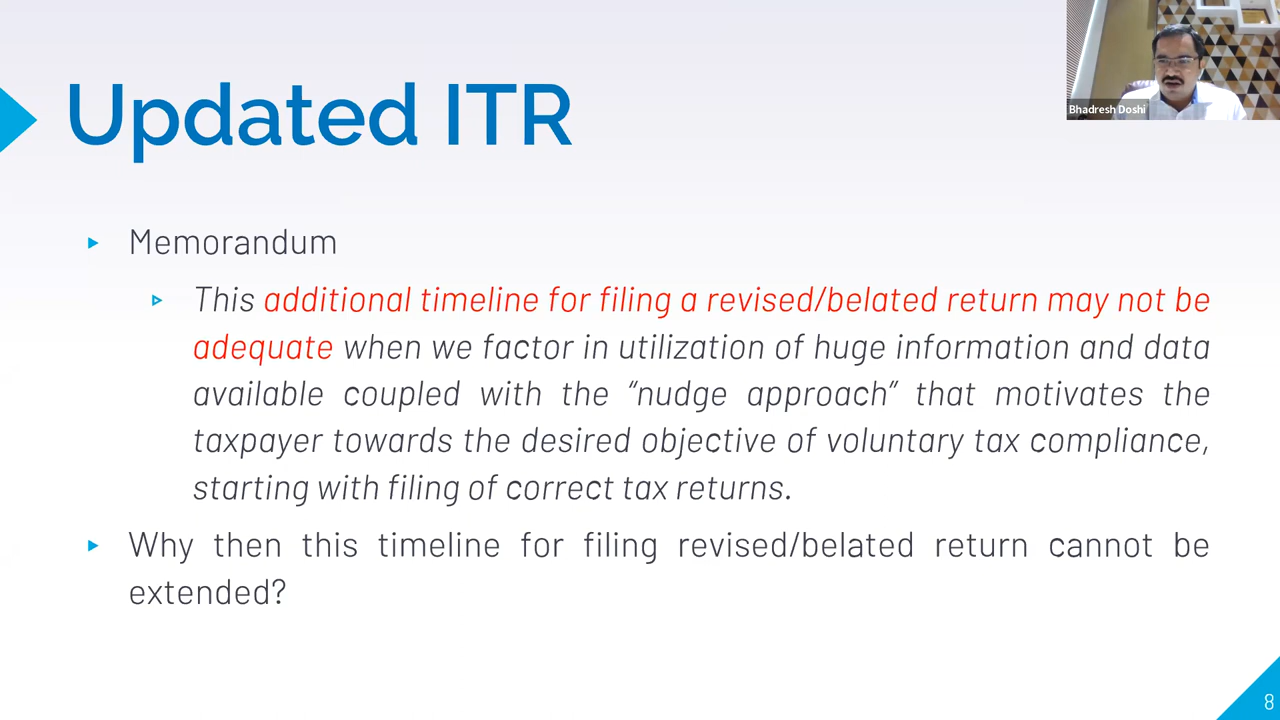 Bhadresh Doshi
Updated ITR
Memorandum
This additional timeline for filing a revised/belated return may not be
adequate when we factor in utilization of huge information and data
available coupled with the “nudge approach” that motivates the
taxpayer towards the desired objective of voluntary tax compliance,
starting with filing of correct tax returns.
Why then this timeline for filing revised/belated return cannot be
extended?
8